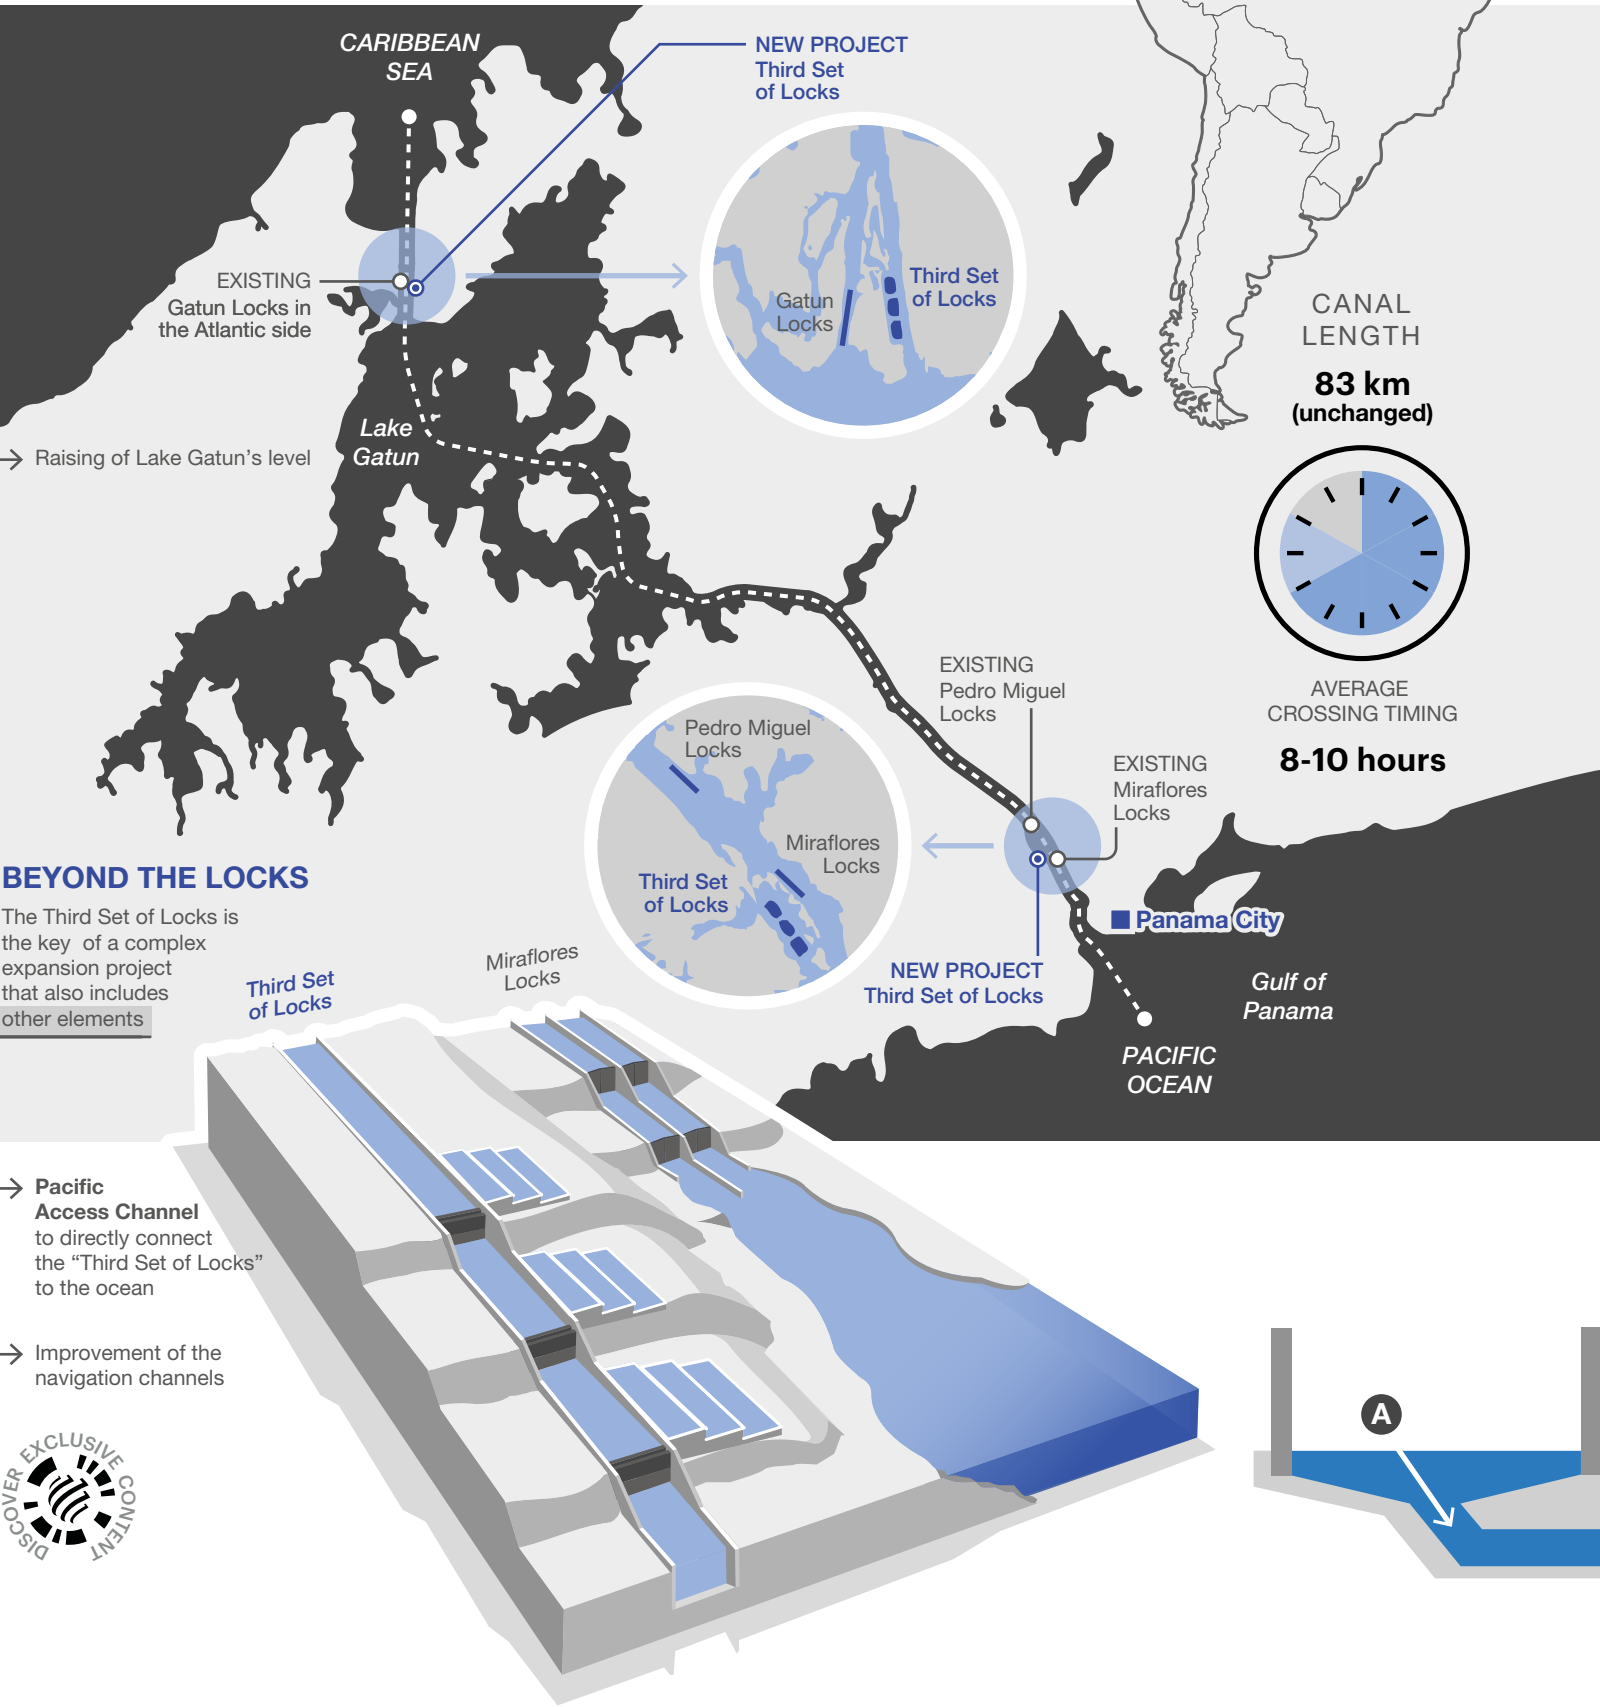 CARIBBEAN
SEA
NEW PROJECT
Third Set
of Locks
EXISTING
Gatun Locks in
the Atlantic side
Gatun
Locks
Third Set
of Locks
CANAL
LENGTH
83 km
(unchanged)
Lake
Gatun
Raising of Lake Gatun's level
AVERAGE
CROSSING TIMING
8-10 hours
EXISTING
Pedro Miguel
Locks
EXISTING
Miraflores
Locks
Pedro Miguel
Locks
Miraflores
Locks
Third Set
of Locks
Panama City
NEW PROJECT
Third Set of Locks
Gulf of
Panama
PACIFIC
OCEAN
BEYOND THE LOCKS
The Third Set of Locks is
the key of a complex
expansion project
that also includes
other elements
Third Set
of Locks
Miraflores
Locks
Pacific
Access Channel
to directly connect
the “Third Set of Locks”
to the ocean
Improvement of the
navigation channels
DISCOVER EXCLUSIVE CONTENT
A